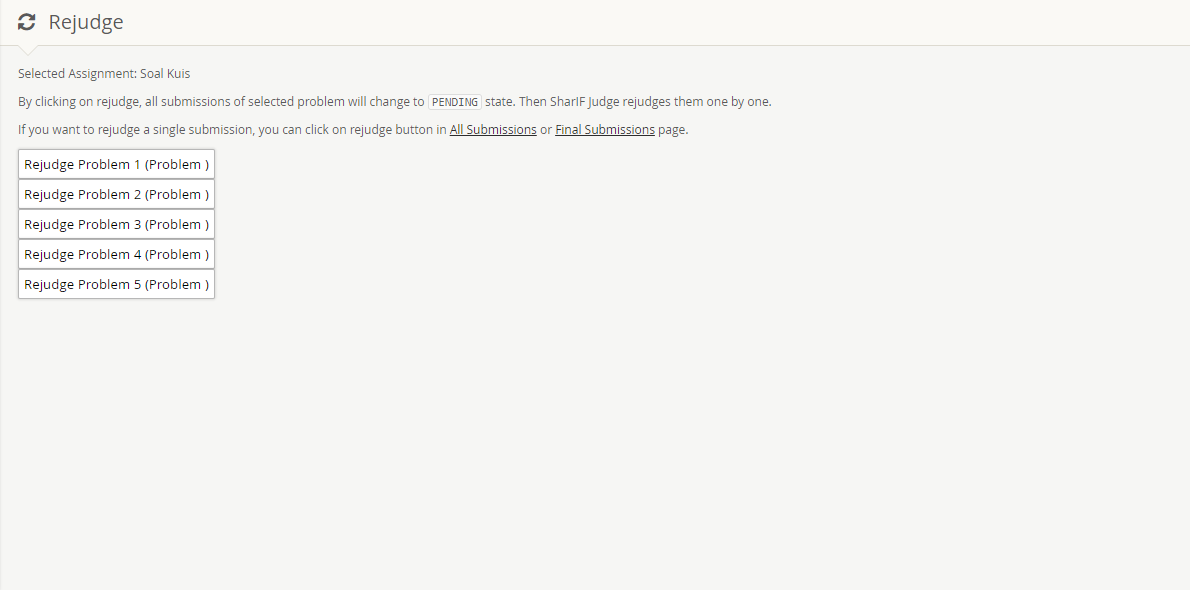 Rejudge
Selected Assignment: Soal Kuis
By clicking on rejudge, all submissions of selected problem will change to PENDING state. Then SharIF Judge rejudges them one by one.
If you want to rejudge a single submission, you can click on rejudge button in All Submissions or Final Submissions page.
Rejudge Problem 1 (Problem )
Rejudge Problem 2 (Problem )
Rejudge Problem 3 (Problem )
Rejudge Problem 4 (Problem )
Rejudge Problem 5 (Problem )